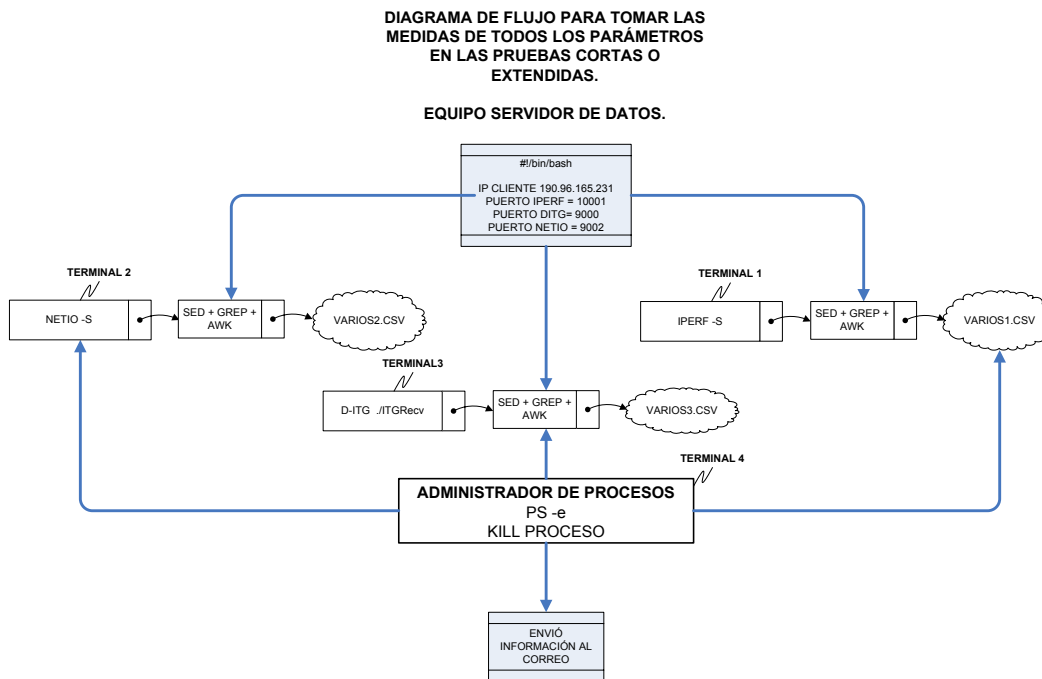 DIAGRAMA DE FLUJO PARA TOMAR LAS
MEDIDAS DE TODOS LOS PARÁMETROS
EN LAS PRUEBAS CORTAS O
EXTENDIDAS.
EQUIPO SERVIDOR DE DATOS.
#!/bin/bash
IP CLIENTE 190.96.165.231
PUERTO IPERF = 10001
PUERTO DITG= 9000
PUERTO NETIO = 9002
TERMINAL 2
NETIO -S
SED + GREP +
AWK
VARIOS2.CSV
TERMINAL 1
IPERF -S
SED + GREP +
AWK
VARIOS1.CSV
TERMINAL3
D-ITG ./ITGRecv
SED + GREP +
AWK
VARIOS3.CSV
TERMINAL 4
ADMINISTRADOR DE PROCESOS
PS -e
KILL PROCESO
ENVIÓ
INFORMACIÓN AL
CORREO